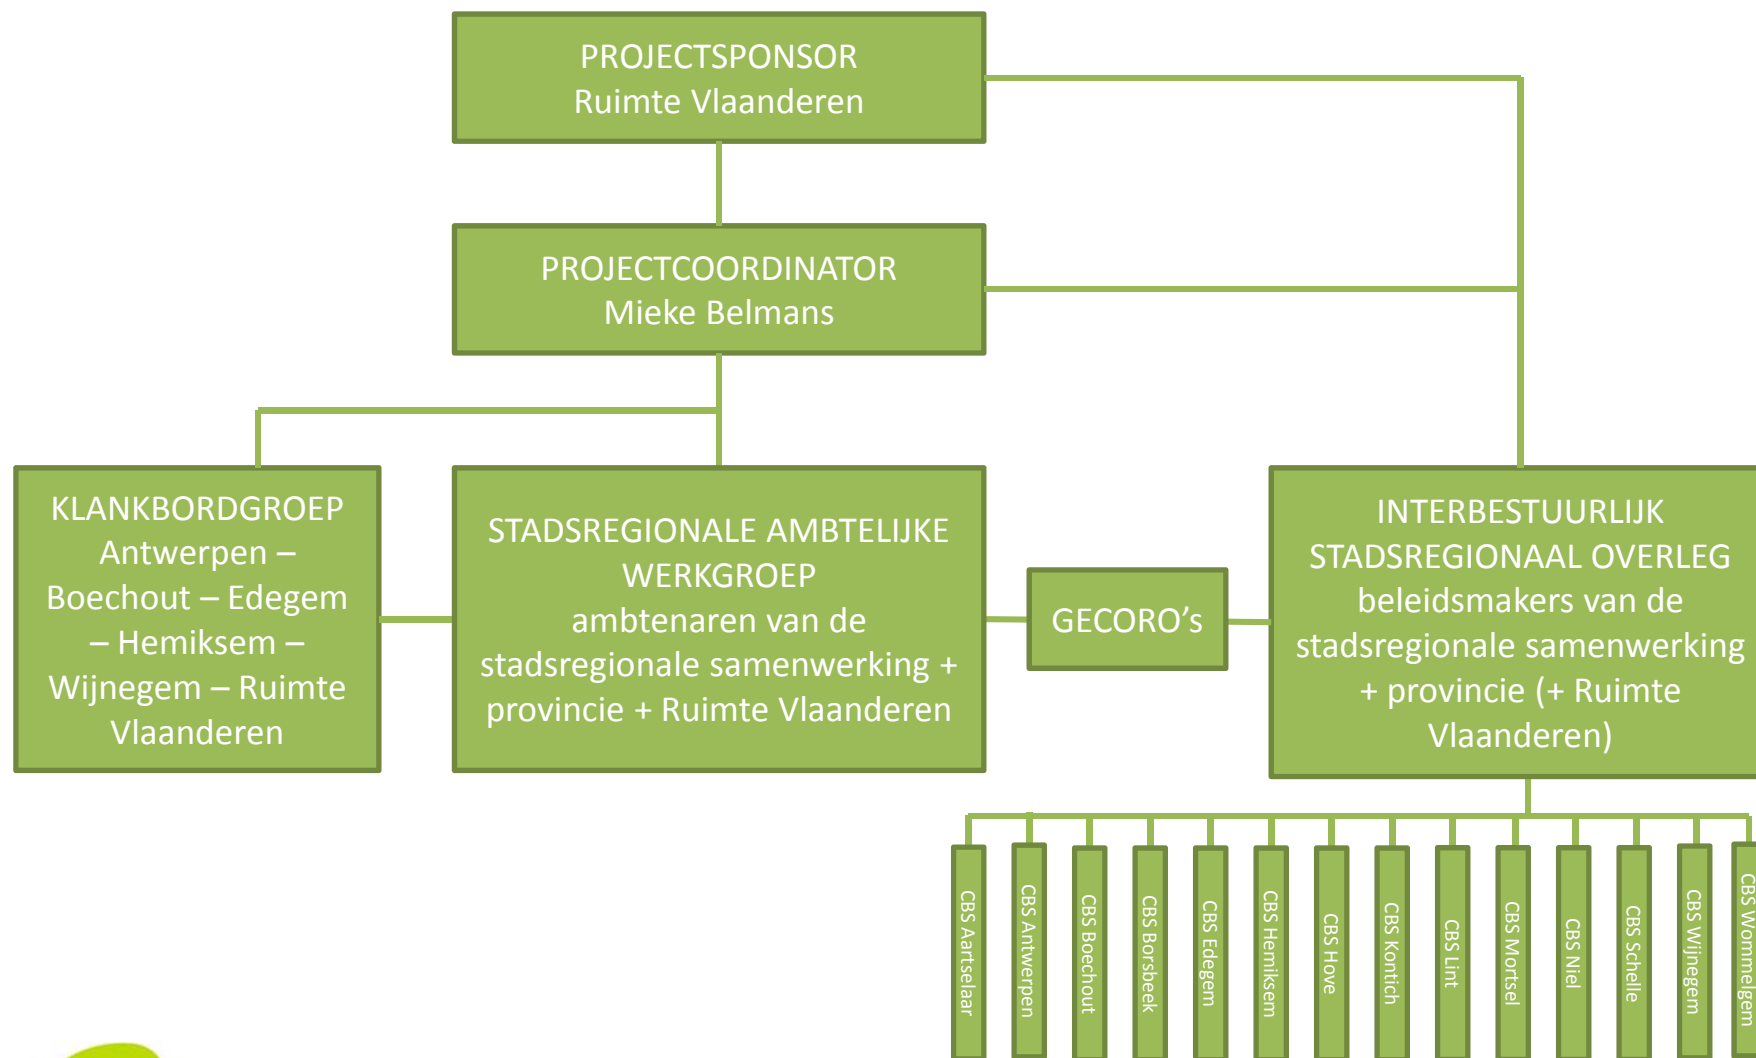 PROJECTSPONSOR
Ruimte Vlaanderen
PROJECTCOORDINATOR
Mieke Belmans
KLANKBORDGROEP
Antwerpen –
Boechout – Edegem
– Hemiksem –
Wijnegem – Ruimte
Vlaanderen
STADSREGIONALE AMBTELIJKE
WERKGROEP
ambtenaren van de
stadsregionale samenwerking +
provincie + Ruimte Vlaanderen
GECORO’s
INTERBESTUURLIJK
STADSREGIONAAL OVERLEG
beleidsmakers van de
stadsregionale samenwerking
+ provincie (+ Ruimte
Vlaanderen)
CBS Aartselaar
CBS Antwerpen
CBS Boechout
CBS Borsbeek
CBS Edegem
CBS Hemiksem
CBS Hove
CBS Kontich
CBS Lint
CBS Mortsel
CBS Niel
CBS Schelle
CBS Wijnegem
CBS Wommelgem